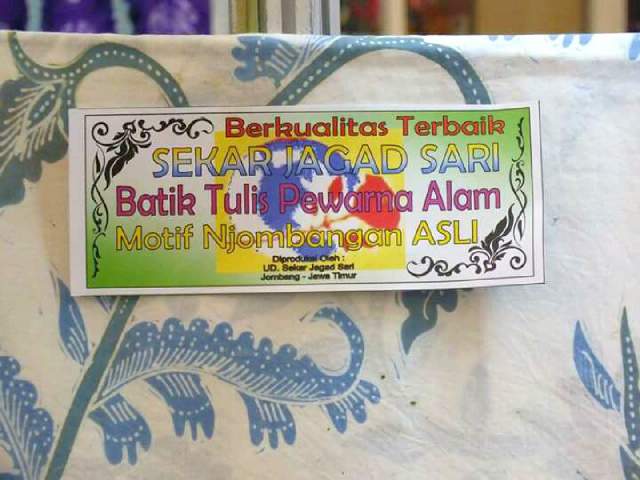 Berkualitas Terbaik
SEKAR JAGAD SARI
Batik Tulis Pewarna Alam
Motif Njombangan ASLI
Diproduksi Oleh :
UD. Sekar Jagad Sari
Jombang - Jawa Timur